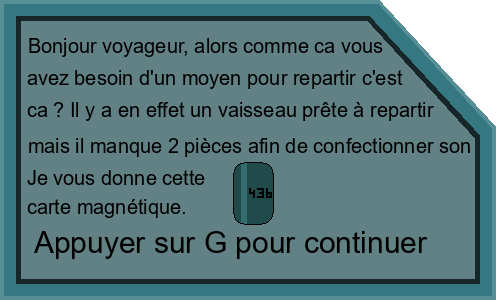 Bonjour voyageur, alors comme ca vous
avez besoin d'un moyen pour repartir c'est
ca ? Il y a en effet un vaisseau prête à repartir
mais il manque 2 pièces afin de confectionner son
Je vous donne cette
carte magnétique.
436
Appuyer sur G pour continuer